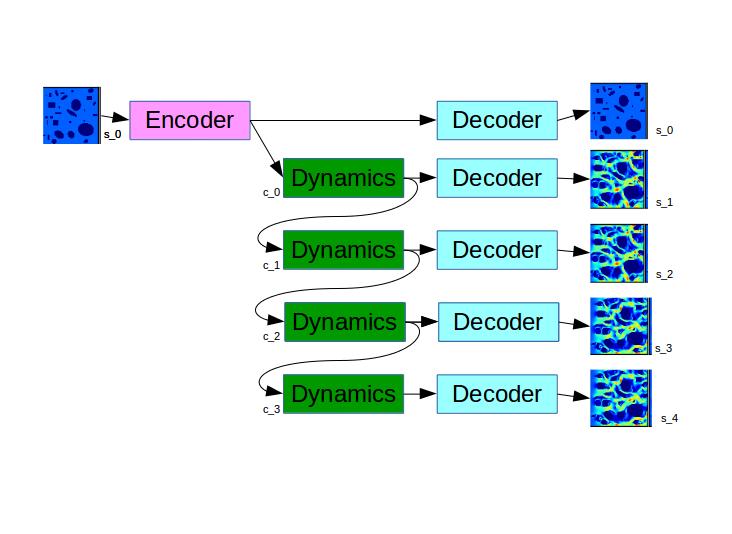 s_0
Encoder
Decoder
s_0
Dynamics
c_0
Decoder
s_1
Dynamics
c_1
Decoder
s_2
Dynamics
c_2
Decoder
s_3
Dynamics
c_3
Decoder
s_4